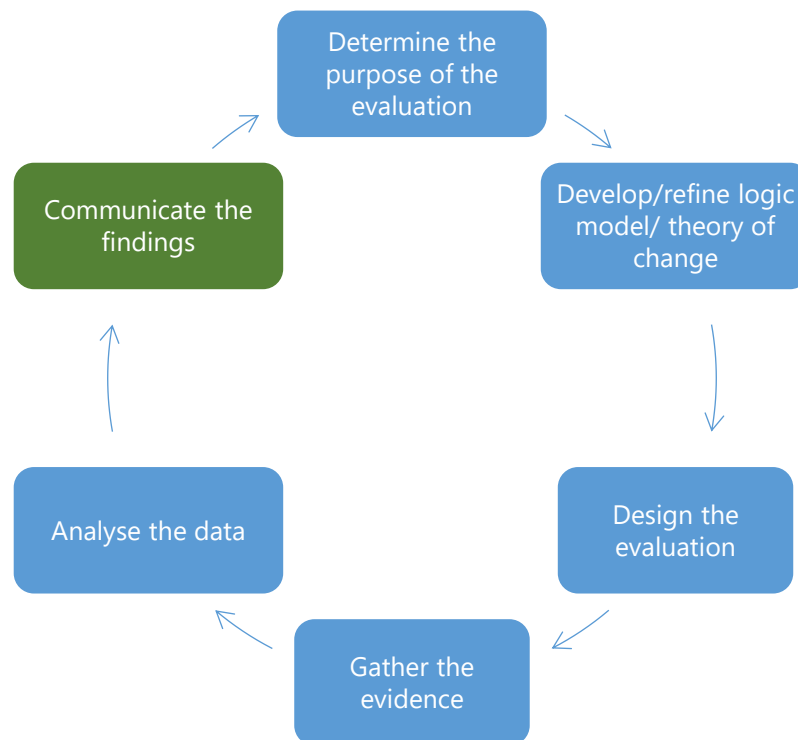 Determine the
purpose of the
evaluation
Develop/refine logic
model/ theory of
change
Design the
evaluation
Gather the
evidence
Analyse the data
Communicate the
findings